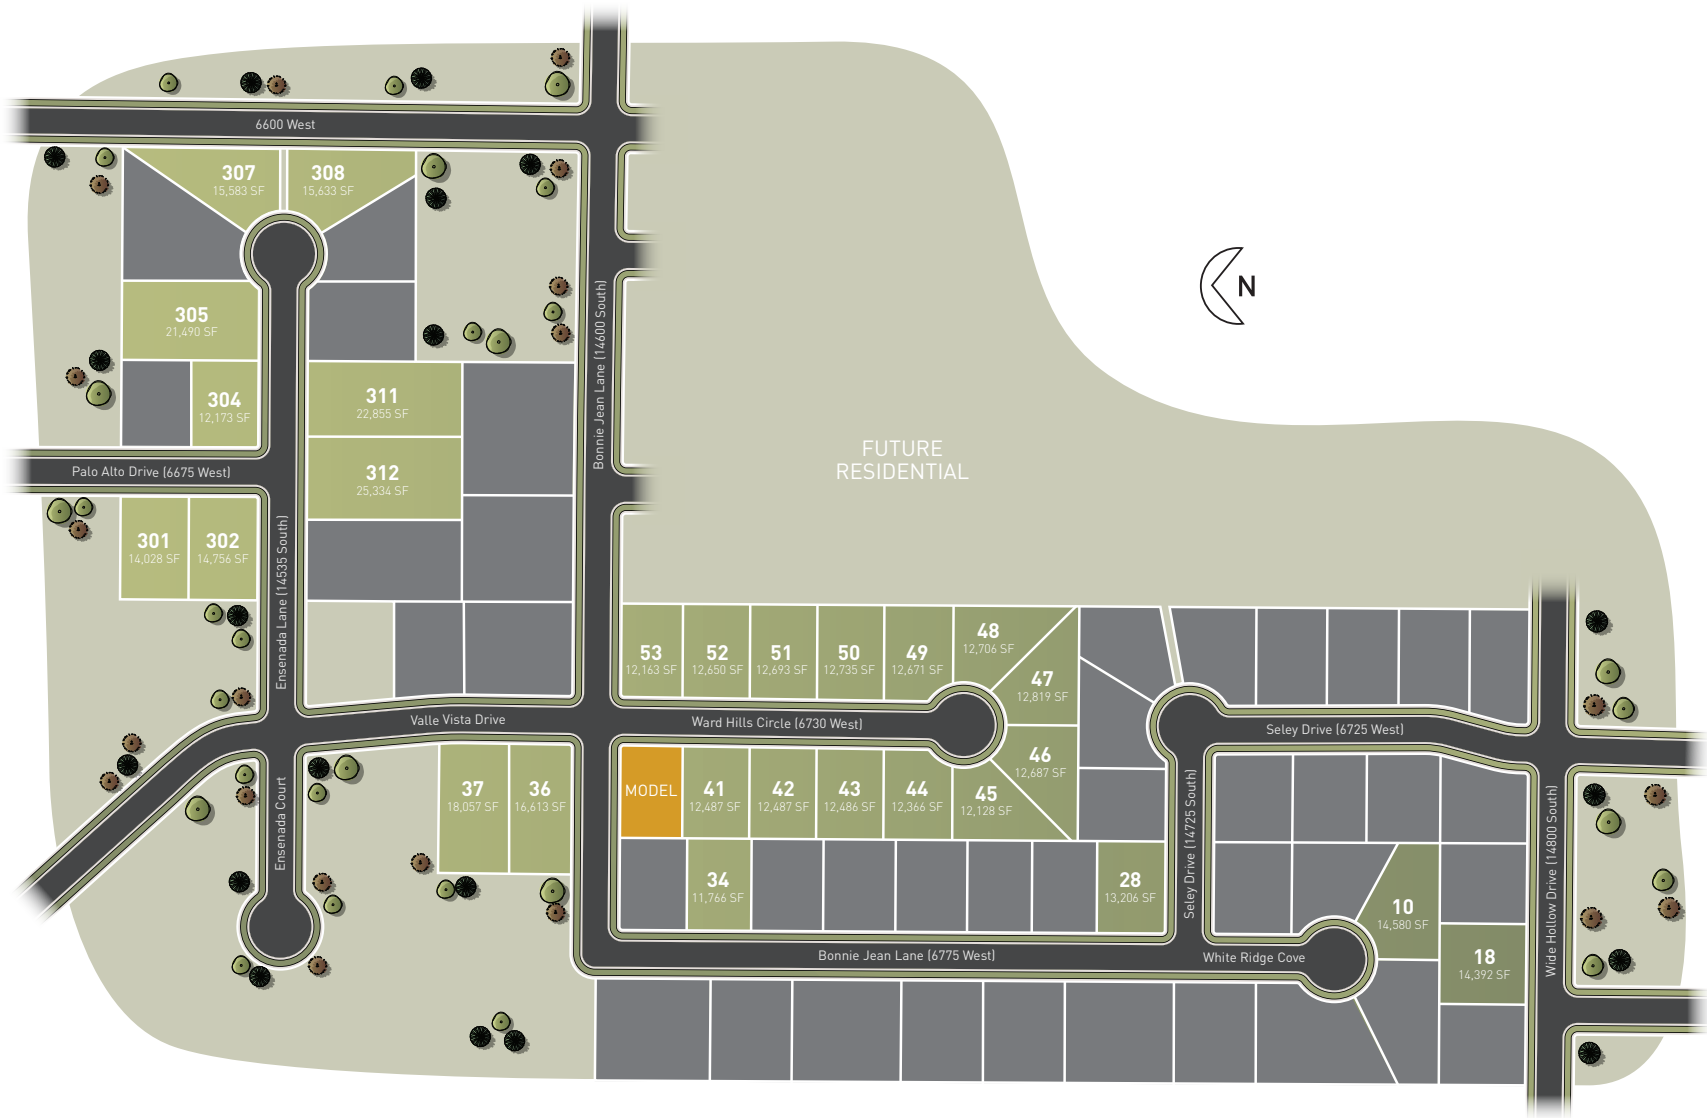 6600 West
307
15,583 SF
308
15,633 SF
N
305
21,490 SF
304
12,173 SF
311
22,855 SF
312
25,334 SF
Bonnie Jean Lane (14600 South)
FUTURE
RESIDENTIAL
Palo Alto Drive (6675 West)
301
14,028 SF
302
14,756 SF
Ensenada Lane (14535 South)
53
12,163 SF
52
12,650 SF
51
12,693 SF
50
12,735 SF
49
12,671 SF
48
12,706 SF
47
12,819 SF
Valle Vista Drive
Ward Hills Circle (6730 West)
Seley Drive (6725 West)
46
12,687 SF
37
18,057 SF
36
16,613 SF
MODEL
41
12,487 SF
42
12,487 SF
43
12,486 SF
44
12,366 SF
45
12,128 SF
Ensenada Court
Seley Drive (14725 South)
Wide Hollow Drive (14800 South)
34
11,766 SF
28
13,206 SF
10
14,580 SF
18
14,392 SF
Bonnie Jean Lane (6775 West)
White Ridge Cove